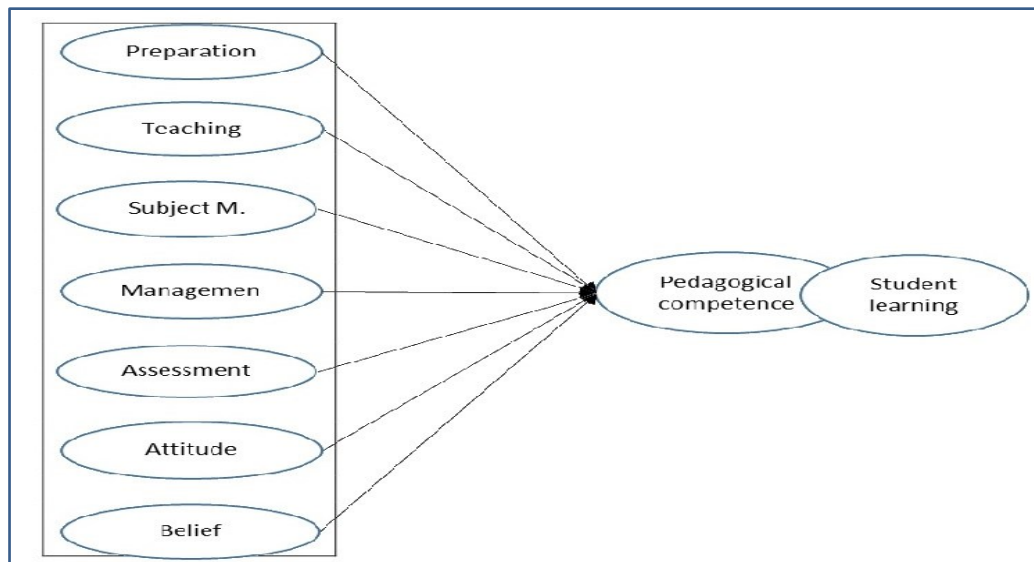 Preparation
Teaching
Subject M.
Managemen
Assessment
Attitude
Belief
Pedagogical
competence
Student
learning